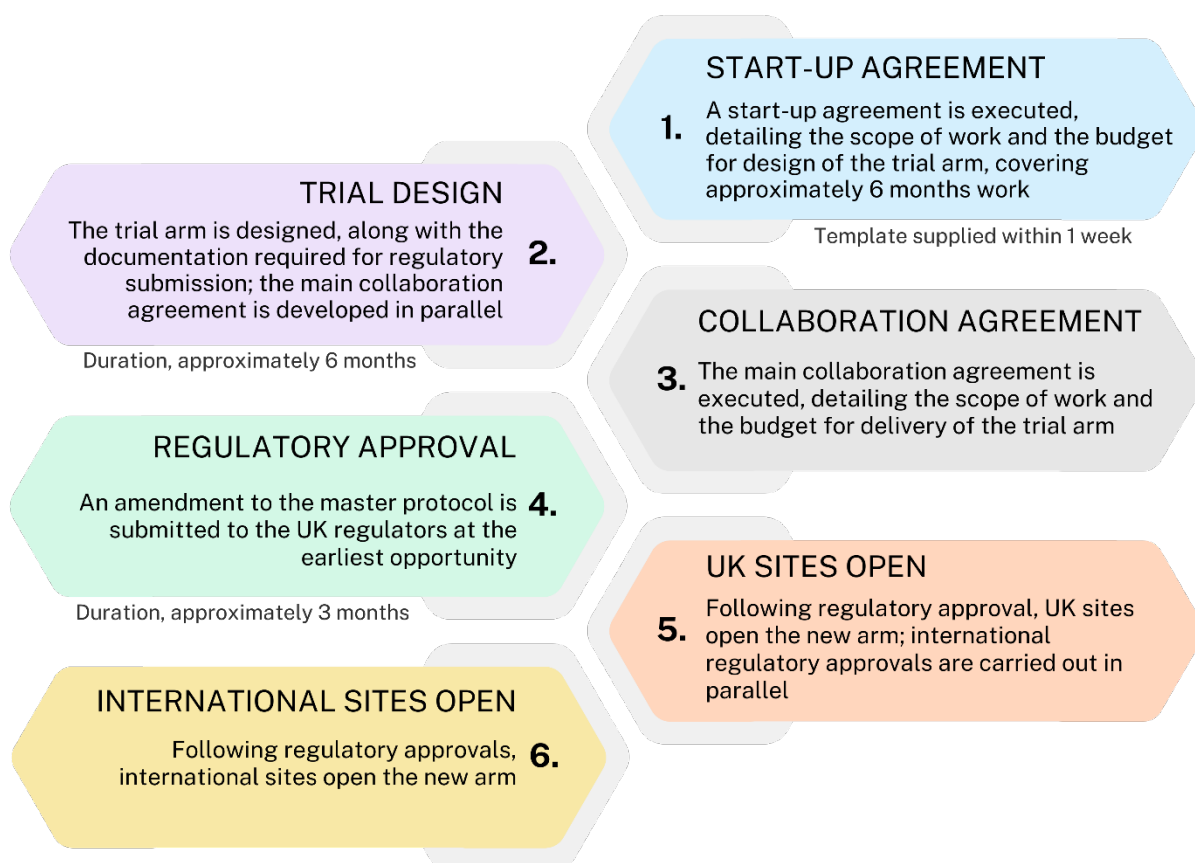 START-UP AGREEMENT
1.
A start-up agreement is executed,
detailing the scope of work and the budget
for design of the trial arm, covering
approximately 6 months work
Template supplied within 1 week
TRIAL DESIGN
2.
The trial arm is designed, along with the
documentation required for regulatory
submission; the main collaboration
agreement is developed in parallel
Duration, approximately 6 months
COLLABORATION AGREEMENT
3.
The main collaboration agreement is
executed, detailing the scope of work and
the budget for delivery of the trial arm
REGULATORY APPROVAL
4.
An amendment to the master protocol is
submitted to the UK regulators at the
earliest opportunity
Duration, approximately 3 months
UK SITES OPEN
5.
Following regulatory approval, UK sites
open the new arm; international
regulatory approvals are carried out in
parallel
INTERNATIONAL SITES OPEN
6.
Following regulatory approvals,
international sites open the new arm